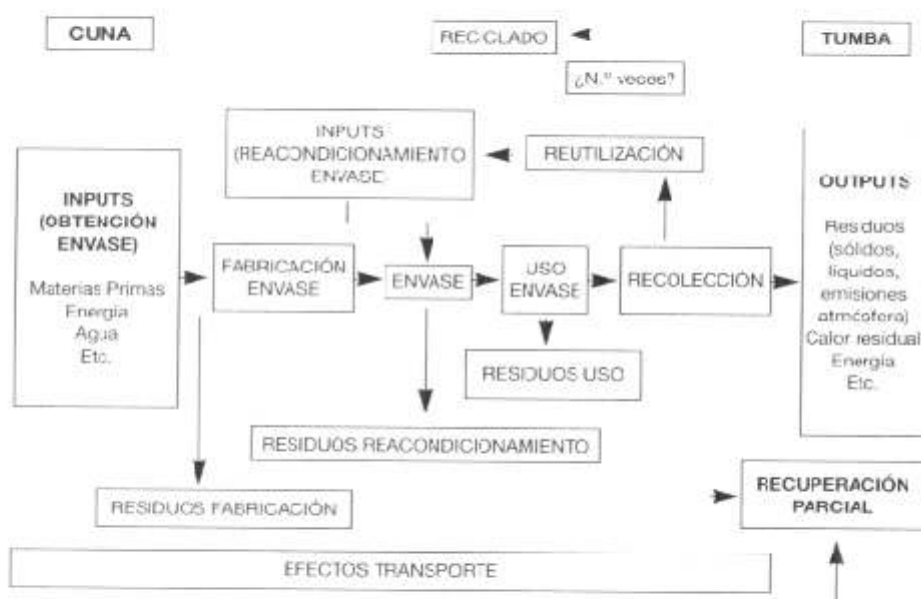 CUNA
RECICLADO
TUMBA
¿N.º veces?
INPUTS
(REACONDICIONAMIENTO
ENVASE)
REUTILIZACIÓN
INPUTS
(OBTENCIÓN
ENVASE)
Materias Primas
Energía
Agua
Etc.
FABRICACIÓN
ENVASE
ENVASE
USO
ENVASE
RECOLECCIÓN
OUTPUTS
Residuos
(sólidos,
líquidos,
emisiones
atmósfera)
Calor residual
Energía
Etc.
RESIDUOS USO
RESIDUOS REACONDICIONAMIENTO
RESIDUOS FABRICACIÓN
RECUPERACIÓN
PARCIAL
EFECTOS TRANSPORTE